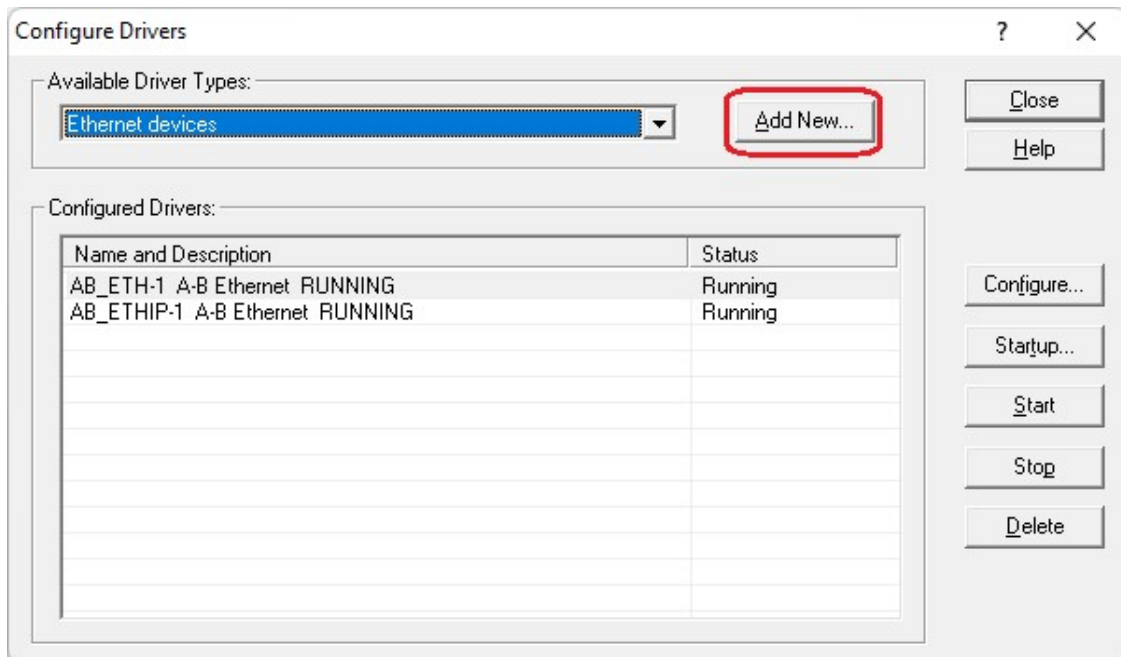 Configure Drivers ?
Available Driver Types:
Ethernet devices
Add New...
Close
Help
Configured Drivers:
Name and Description Status
AB_ETH-1 A-B Ethernet RUNNING Running
AB_ETHIP-1 A-B Ethernet RUNNING Running
Configure...
Startup...
Start
Stop
Delete